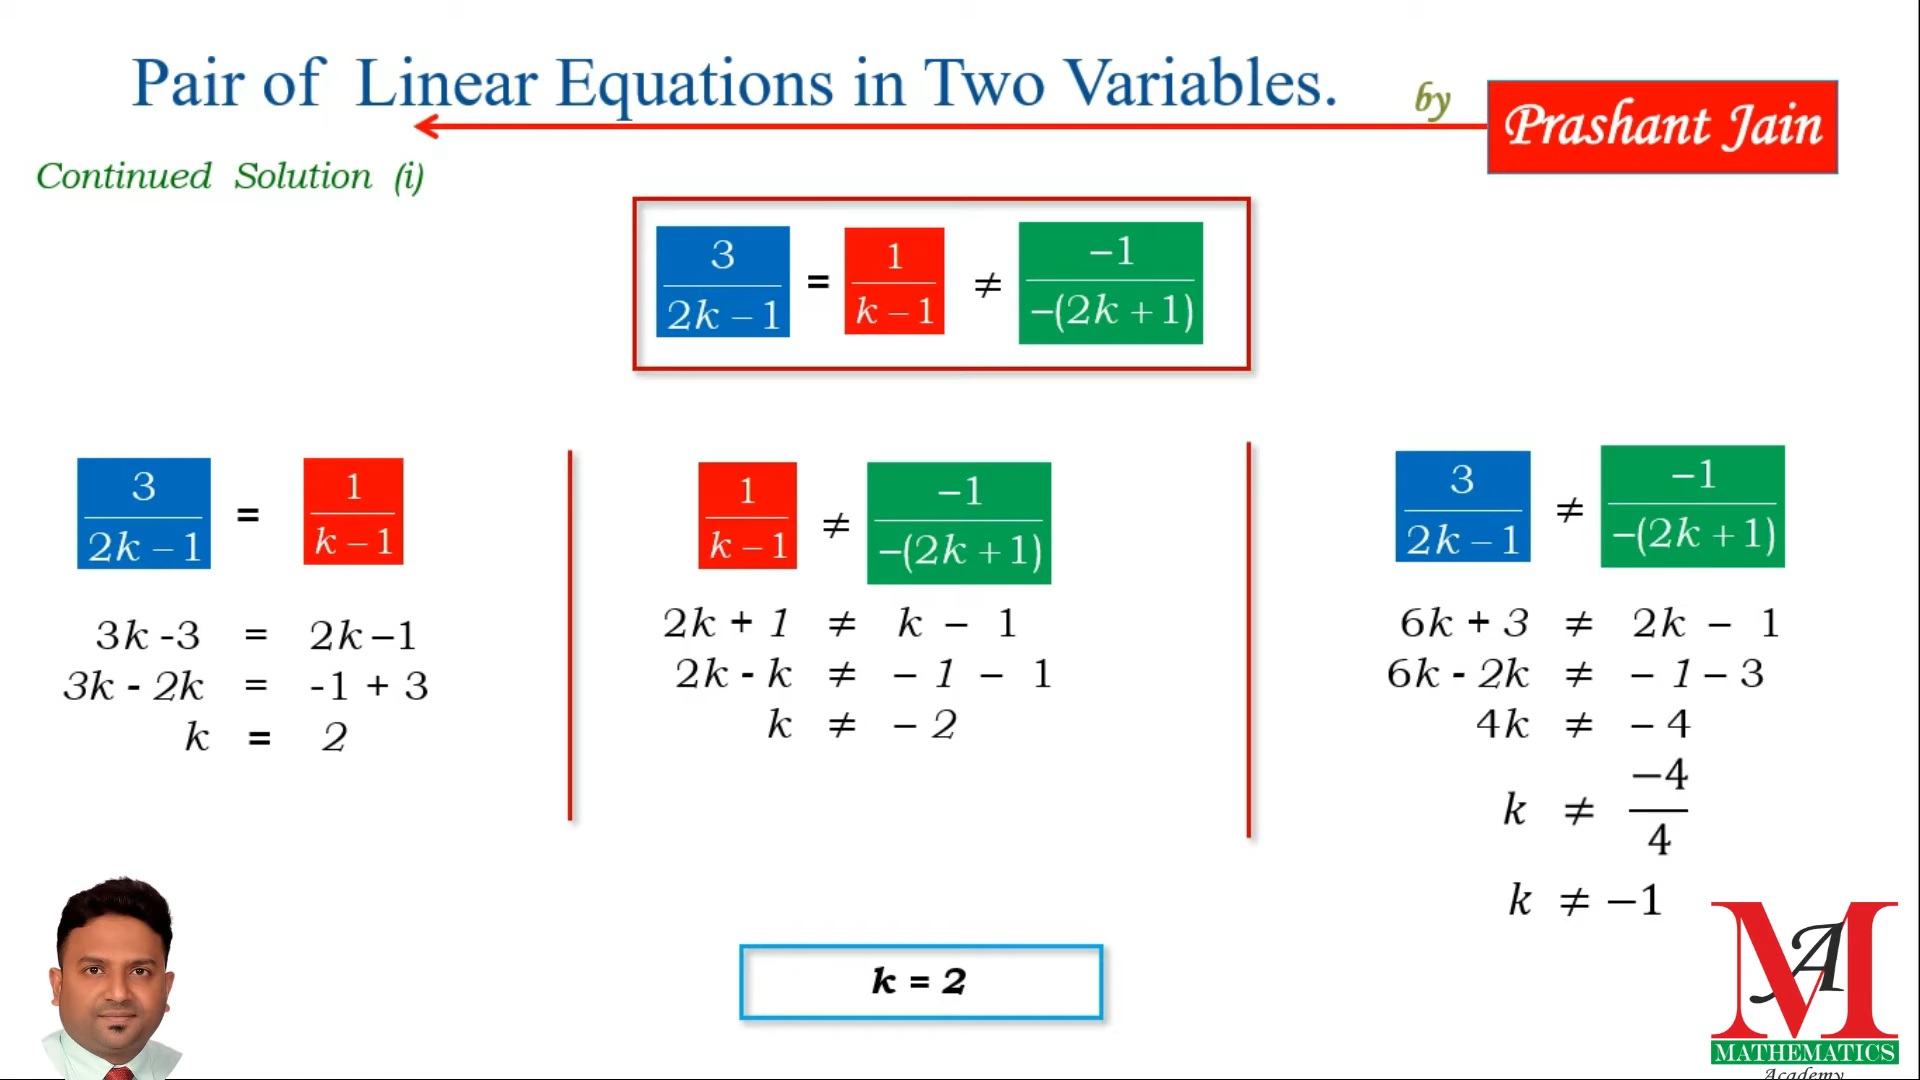 Pair of Linear Equations in Two Variables.
by
Prashant Jain
Continued Solution (i)
3/(2k – 1) = 1/(k – 1) ≠ –1/–(2k + 1)
3/(2k – 1) = 1/(k – 1)
3k -3 = 2k–1
3k - 2k = -1 + 3
k = 2
1/(k – 1) ≠ –1/–(2k + 1)
2k + 1 ≠ k – 1
2k - k ≠ – 1 – 1
k ≠ – 2
3/(2k – 1) ≠ –1/–(2k + 1)
6k + 3 ≠ 2k – 1
6k - 2k ≠ – 1 – 3
4k ≠ – 4
k ≠ –4/4
k ≠ –1
k = 2
MA
MATHEMATICS
Academy